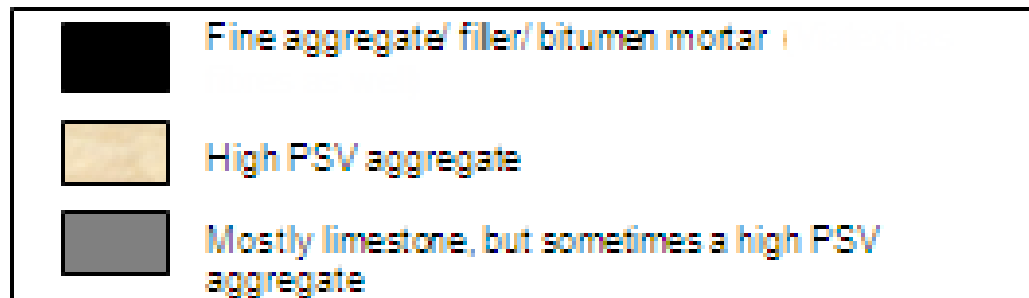 Fine aggregate/ filler/ bitumen mortar
High PSV aggregate
Mostly limestone, but sometimes a high PSV
aggregate